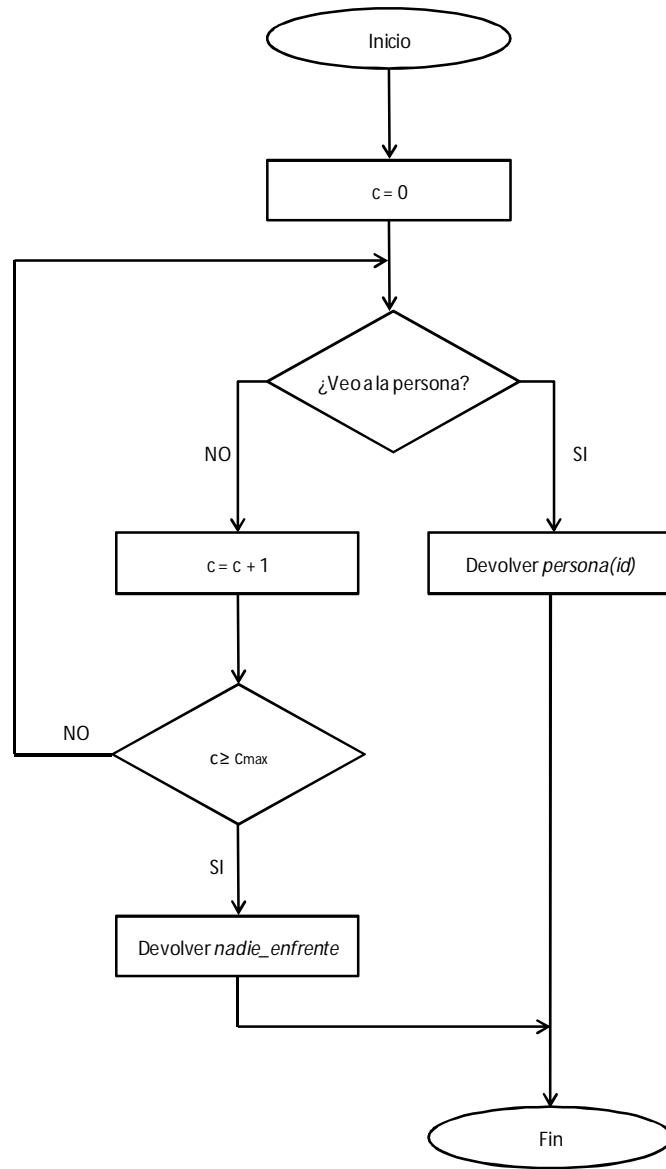 Inicio
c = 0
¿Veo a la persona?
NO
SI
c = c + 1
Devolver persona(id)
NO
c ≥ cmax
SI
Devolver nadie_enfrente
Fin